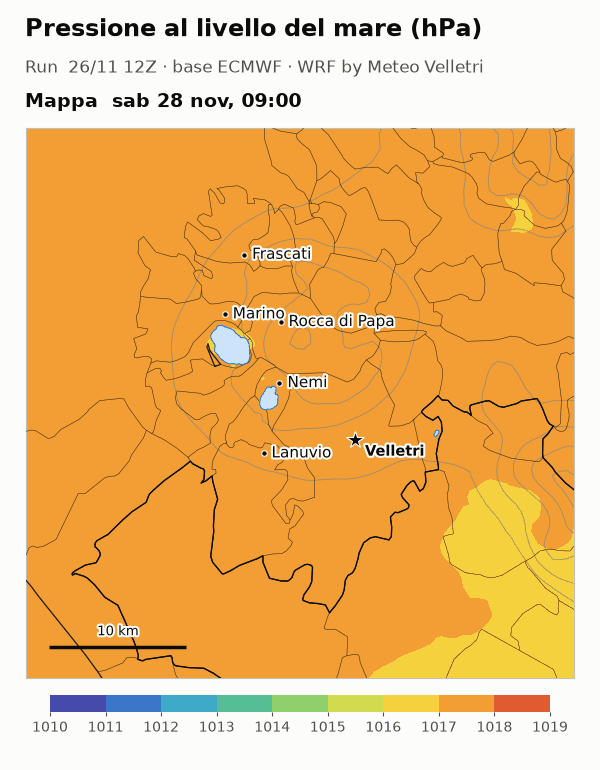 Pressione al livello del mare (hPa)
Run  26/11 12Z · base ECMWF · WRF by Meteo Velletri
Mappa  sab 28 nov, 09:00
Frascati
Marino
Rocca di Papa
Nemi
Velletri
Lanuvio
10 km
1010 1011 1012 1013 1014 1015 1016 1017 1018 1019